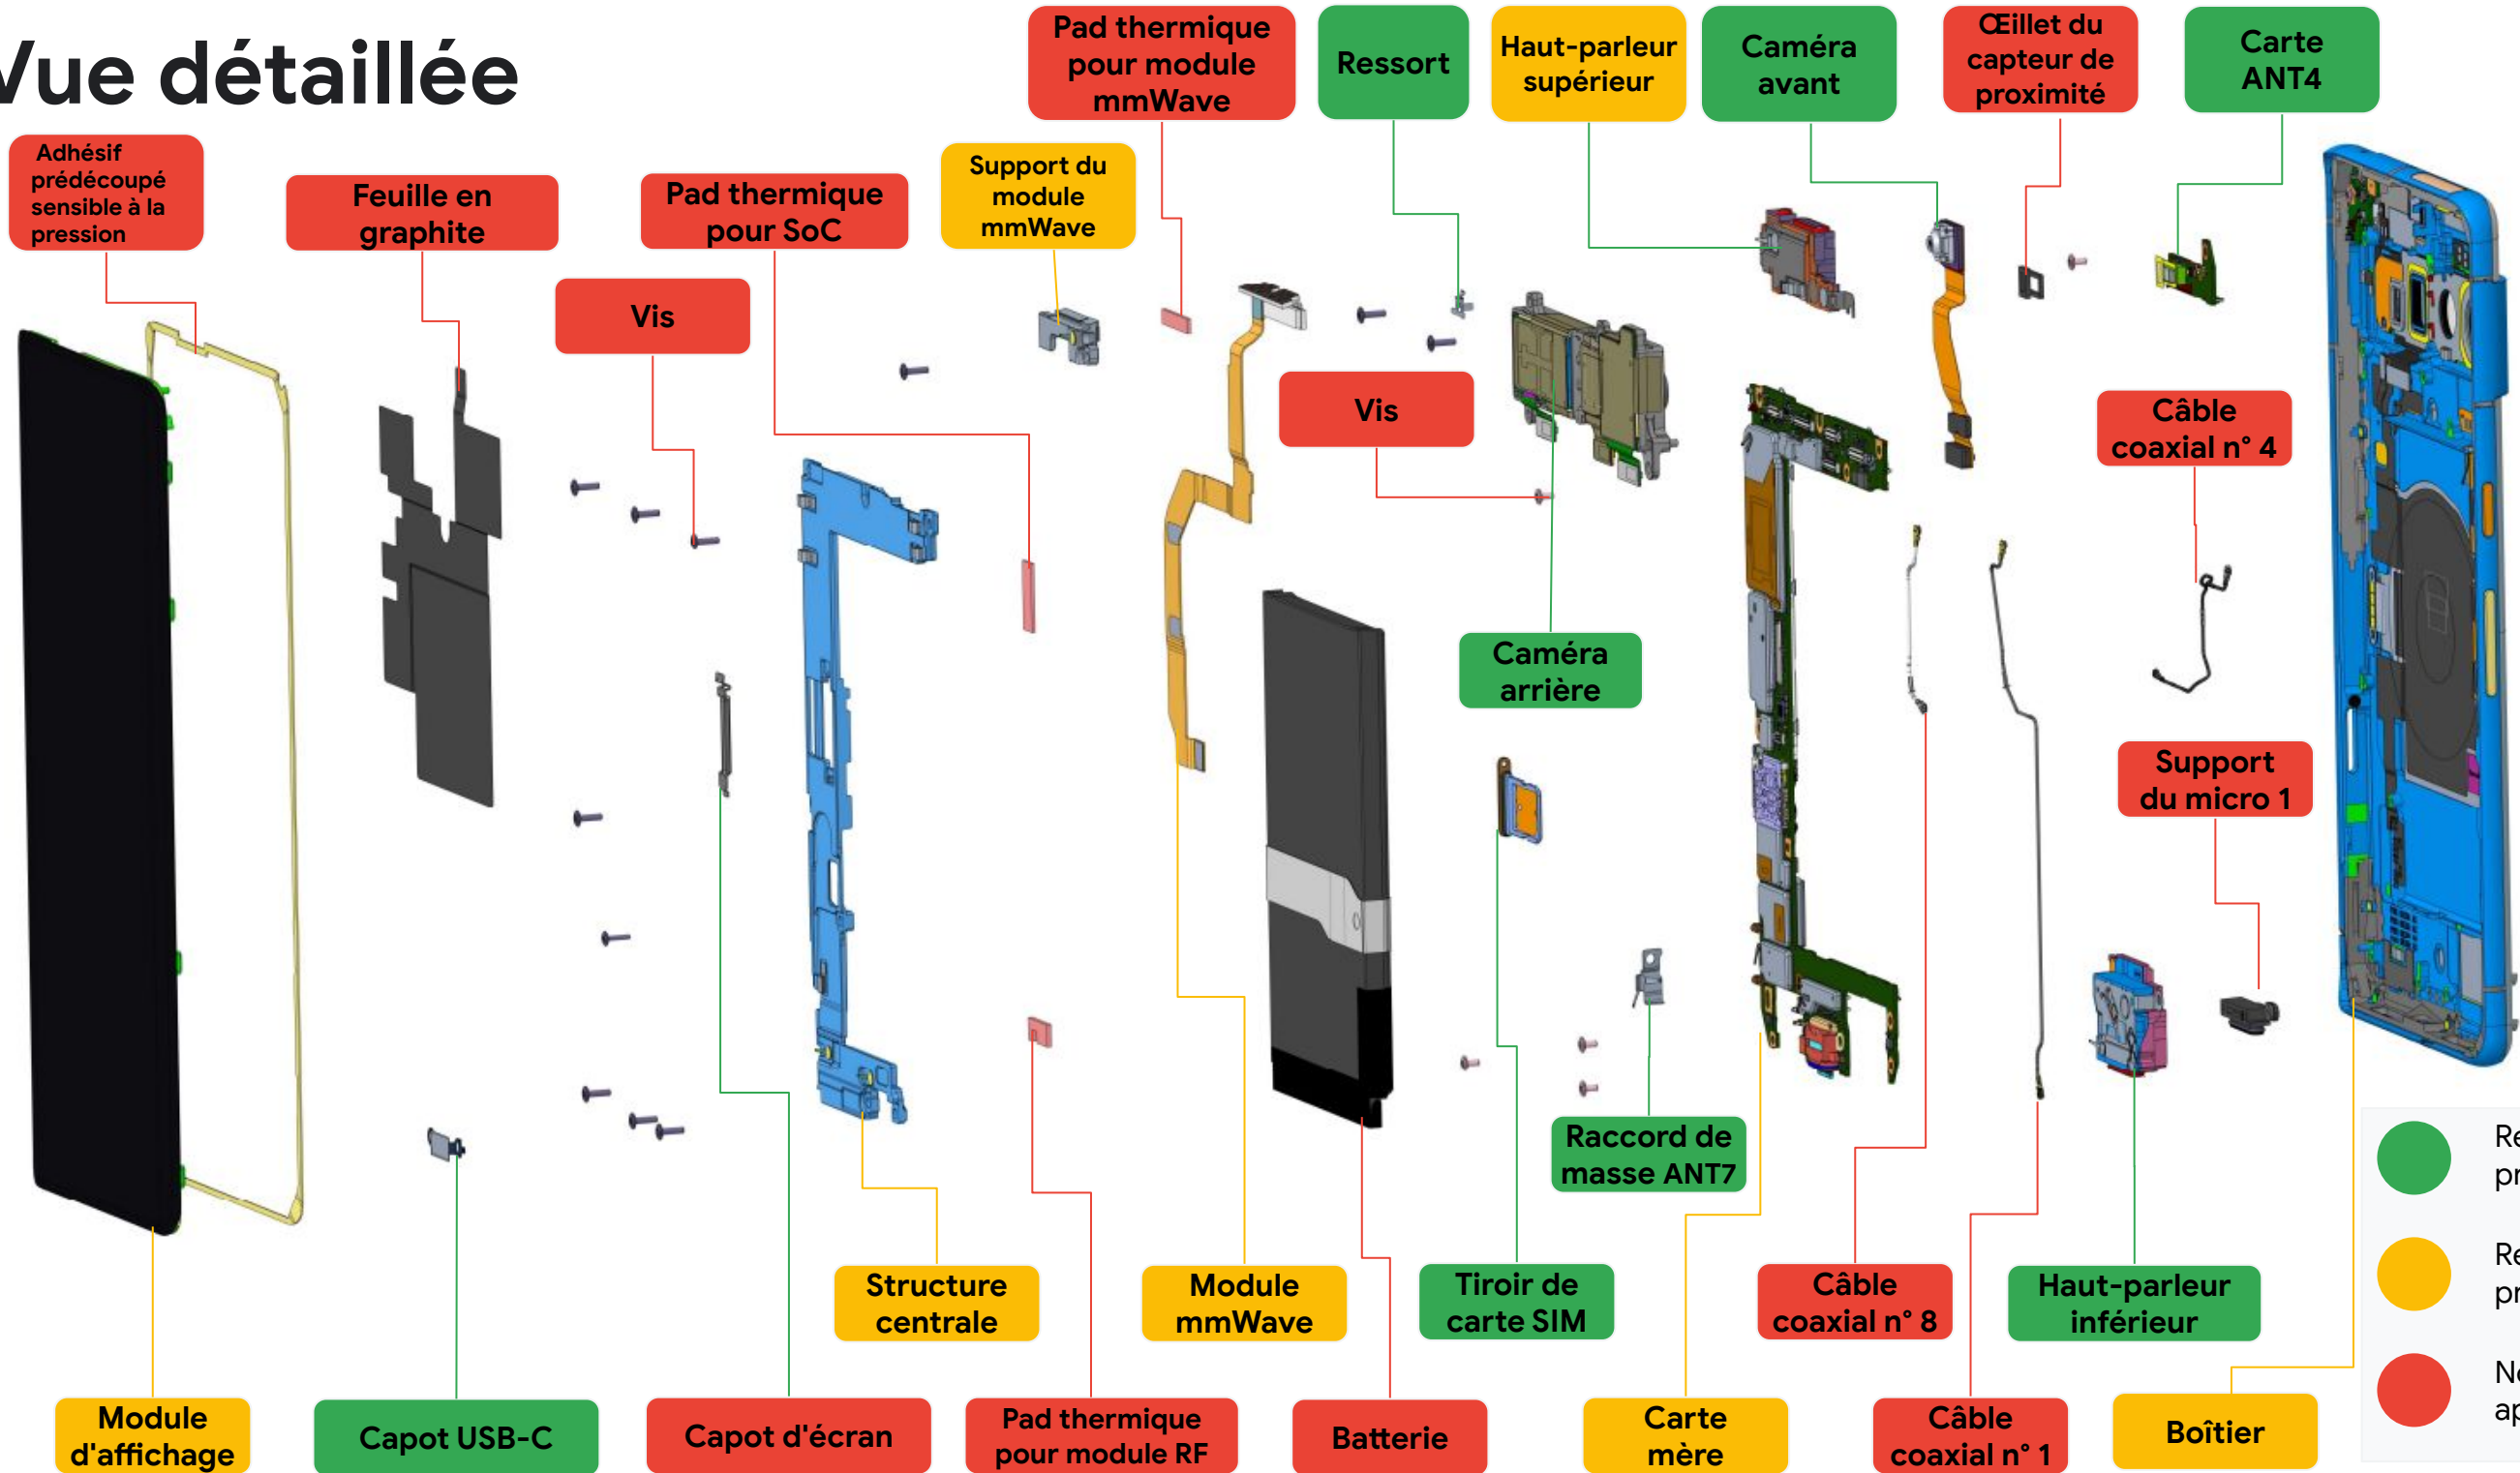 Vue détaillée
Pad thermique
pour module
mmWave
Ressort
Haut-parleur
supérieur
Caméra
avant
Œillet du
capteur de
proximité
Carte
ANT4
Adhésif
prédécoupé
sensible à la
pression
Feuille en
graphite
Pad thermique
pour SoC
Support du
module
mmWave
Vis
Vis
Câble
coaxial n° 4
Caméra
arrière
Support
du micro 1
Raccord de
masse ANT7
Structure
centrale
Module
mmWave
Tiroir de
carte SIM
Câble
coaxial n° 8
Haut-parleur
inférieur
Module
d'affichage
Capot USB-C
Capot d'écran
Pad thermique
pour module RF
Batterie
Carte
mère
Câble
coaxial n° 1
Boîtier